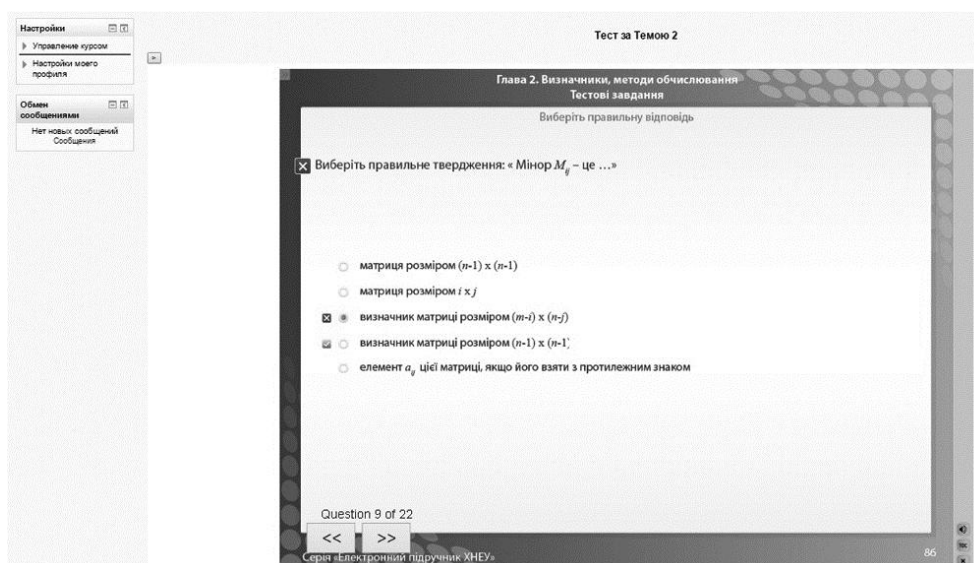 Настройки
Управление курсом
Настройки моего
профиля
Обмен
сообщениями
Нет новых сообщений
Сообщения
Тест за Темою 2
Глава 2. Визначники, методи обчислювання
Тестові завдання
Виберіть правильну відповідь
Виберіть правильне твердження: « Мінор M_ij – це …»
матриця розміром (n-1) x (n-1)
матриця розміром i x j
визначник матриці розміром (m-i) x (n-j)
визначник матриці розміром (n-1) x (n-1)
елемент a_ij цієї матриці, якщо його взяти з протилежним знаком
Question 9 of 22
<< >>
Серія «Електронний підручник ХНЕУ»
86